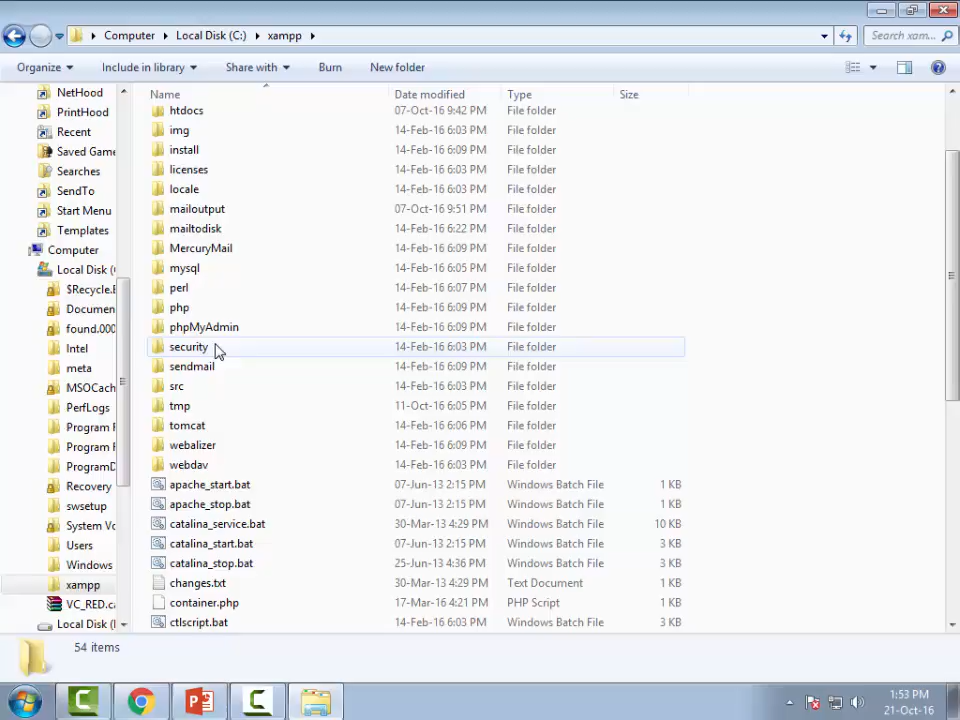 Computer Local Disk (C:) xampp Search xam...
Organize Include in library Share with Burn New folder
Name Date modified Type Size
NetHood
PrintHood
Recent
Saved Game
Searches
SendTo
Start Menu
Templates
Computer
Local Disk (
$Recycle.B
Documen
found.000
Intel
meta
MSOCach
PerfLogs
Program F
Program F
ProgramD
Recovery
swsetup
System Vo
Users
Windows
xampp
VC_RED.ca
Local Disk (
htdocs 07-Oct-16 9:42 PM File folder
img 14-Feb-16 6:03 PM File folder
install 14-Feb-16 6:09 PM File folder
licenses 14-Feb-16 6:03 PM File folder
locale 14-Feb-16 6:03 PM File folder
mailoutput 07-Oct-16 9:51 PM File folder
mailtodisk 14-Feb-16 6:22 PM File folder
MercuryMail 14-Feb-16 6:09 PM File folder
mysql 14-Feb-16 6:05 PM File folder
perl 14-Feb-16 6:07 PM File folder
php 14-Feb-16 6:09 PM File folder
phpMyAdmin 14-Feb-16 6:09 PM File folder
security 14-Feb-16 6:03 PM File folder
sendmail 14-Feb-16 6:09 PM File folder
src 14-Feb-16 6:03 PM File folder
tmp 11-Oct-16 6:05 PM File folder
tomcat 14-Feb-16 6:06 PM File folder
webalizer 14-Feb-16 6:09 PM File folder
webdav 14-Feb-16 6:03 PM File folder
apache_start.bat 07-Jun-13 2:15 PM Windows Batch File 1 KB
apache_stop.bat 07-Jun-13 2:15 PM Windows Batch File 1 KB
catalina_service.bat 30-Mar-13 4:29 PM Windows Batch File 10 KB
catalina_start.bat 07-Jun-13 2:15 PM Windows Batch File 3 KB
catalina_stop.bat 25-Jun-13 4:36 PM Windows Batch File 3 KB
changes.txt 30-Mar-13 4:29 PM Text Document 1 KB
container.php 17-Mar-16 4:21 PM PHP Script 1 KB
ctlscript.bat 14-Feb-16 6:03 PM Windows Batch File 3 KB
54 items
1:53 PM
21-Oct-16